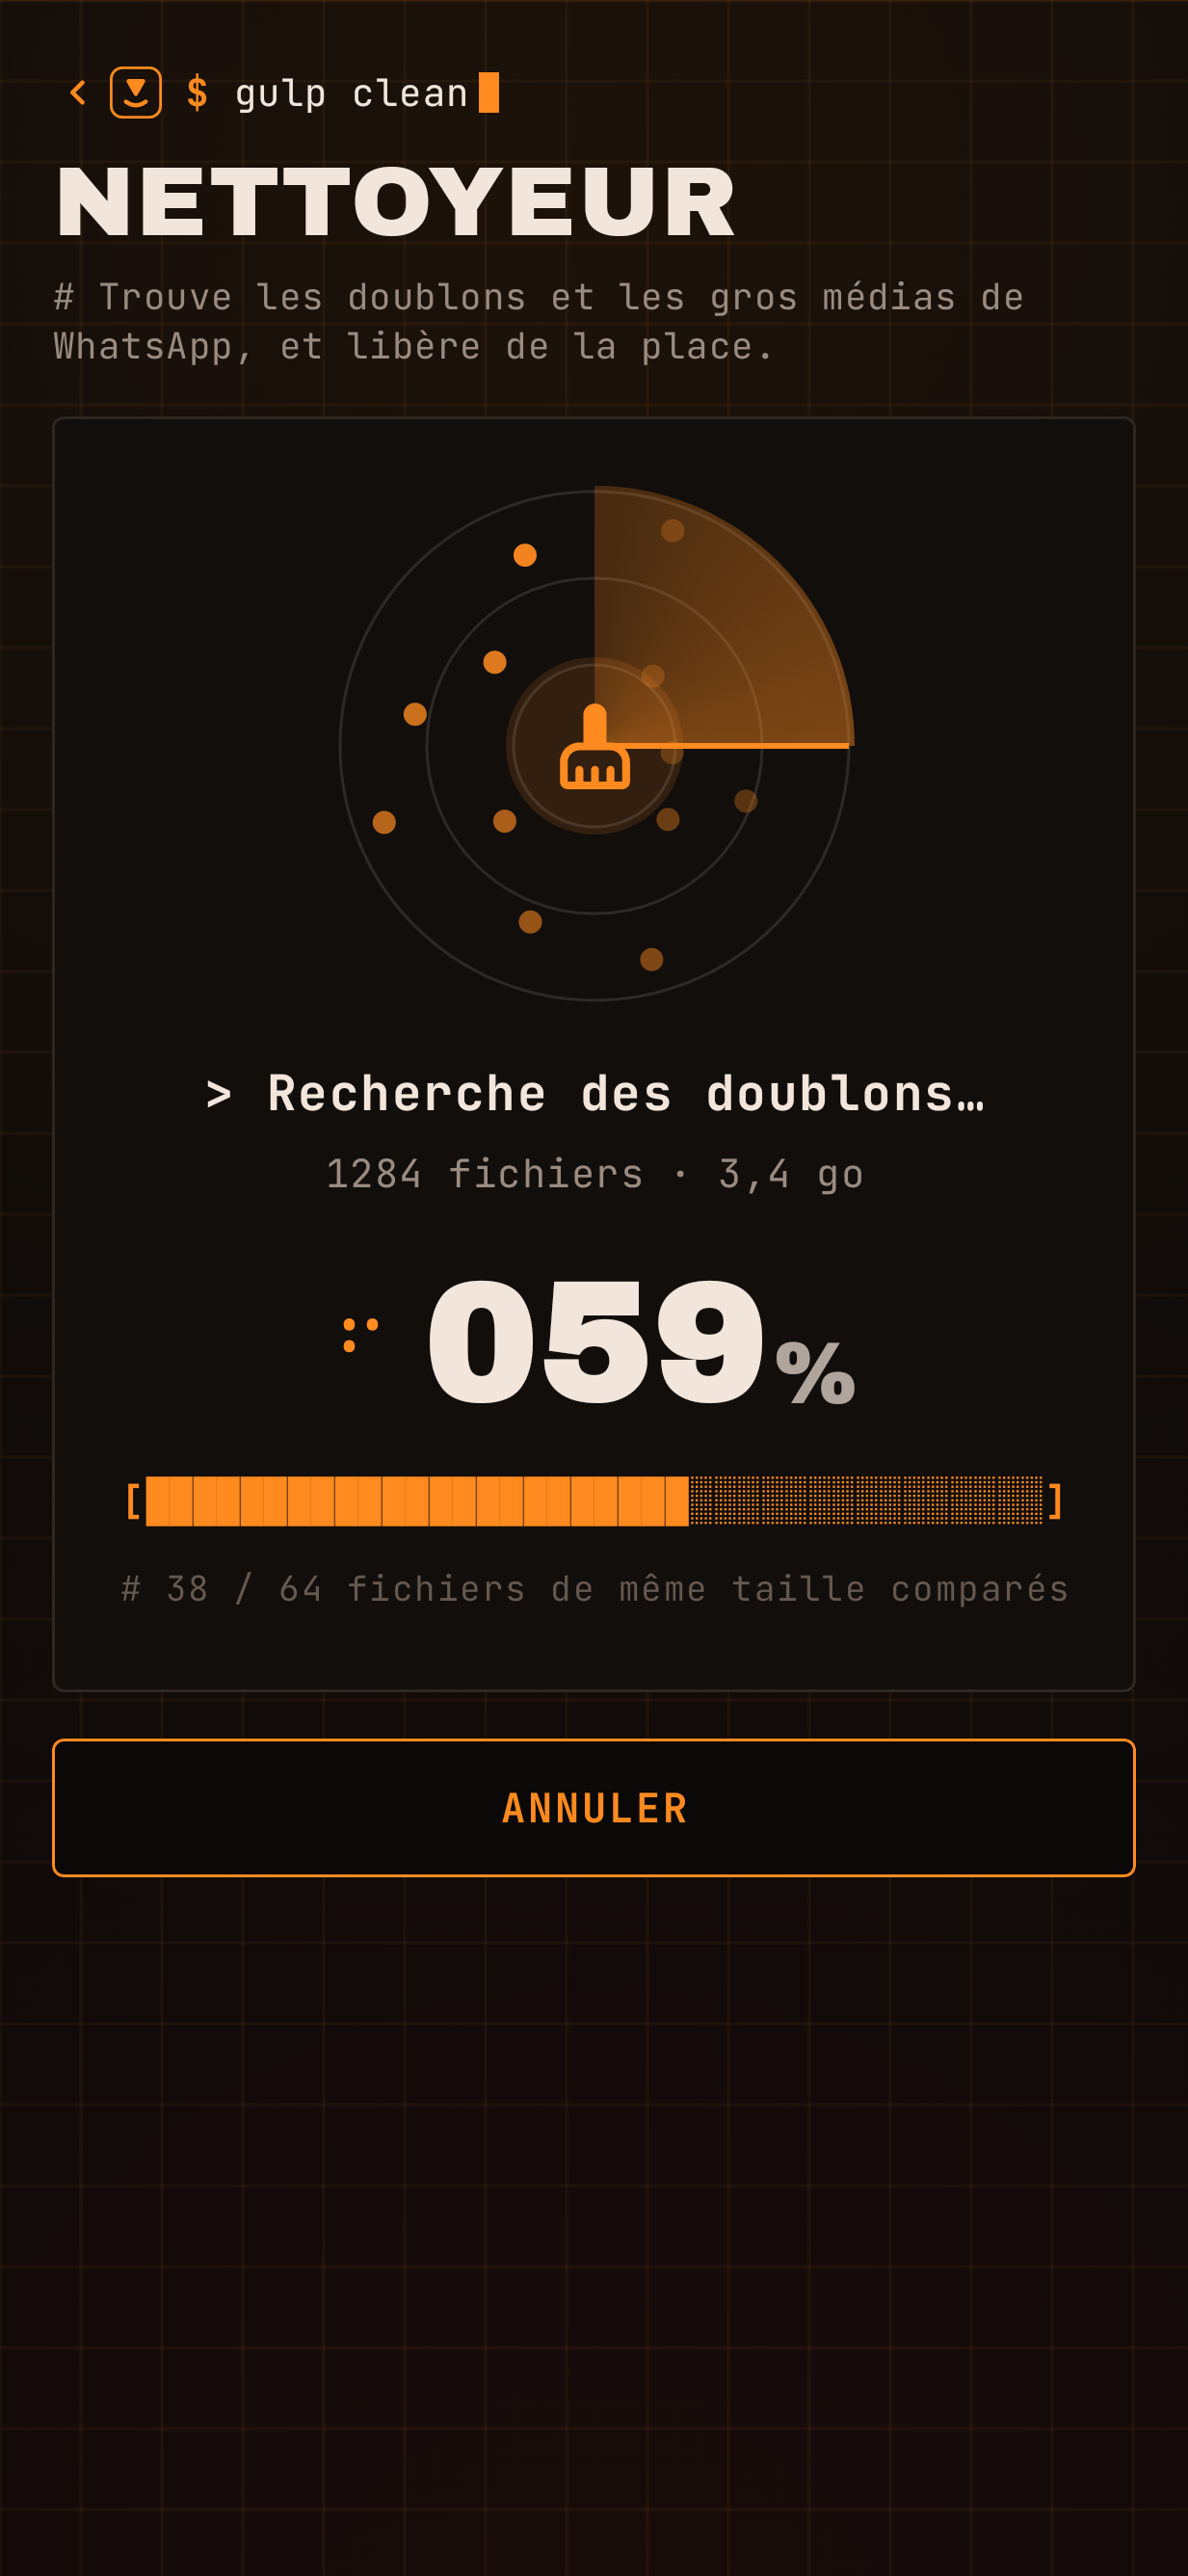 $ gulp clean
NETTOYEUR
# Trouve les doublons et les gros médias de
WhatsApp, et libère de la place.
> Recherche des doublons…
1284 fichiers · 3,4 go
059%
[███████████████████████░░░░░░░░░░░░░░░]
# 38 / 64 fichiers de même taille comparés
ANNULER